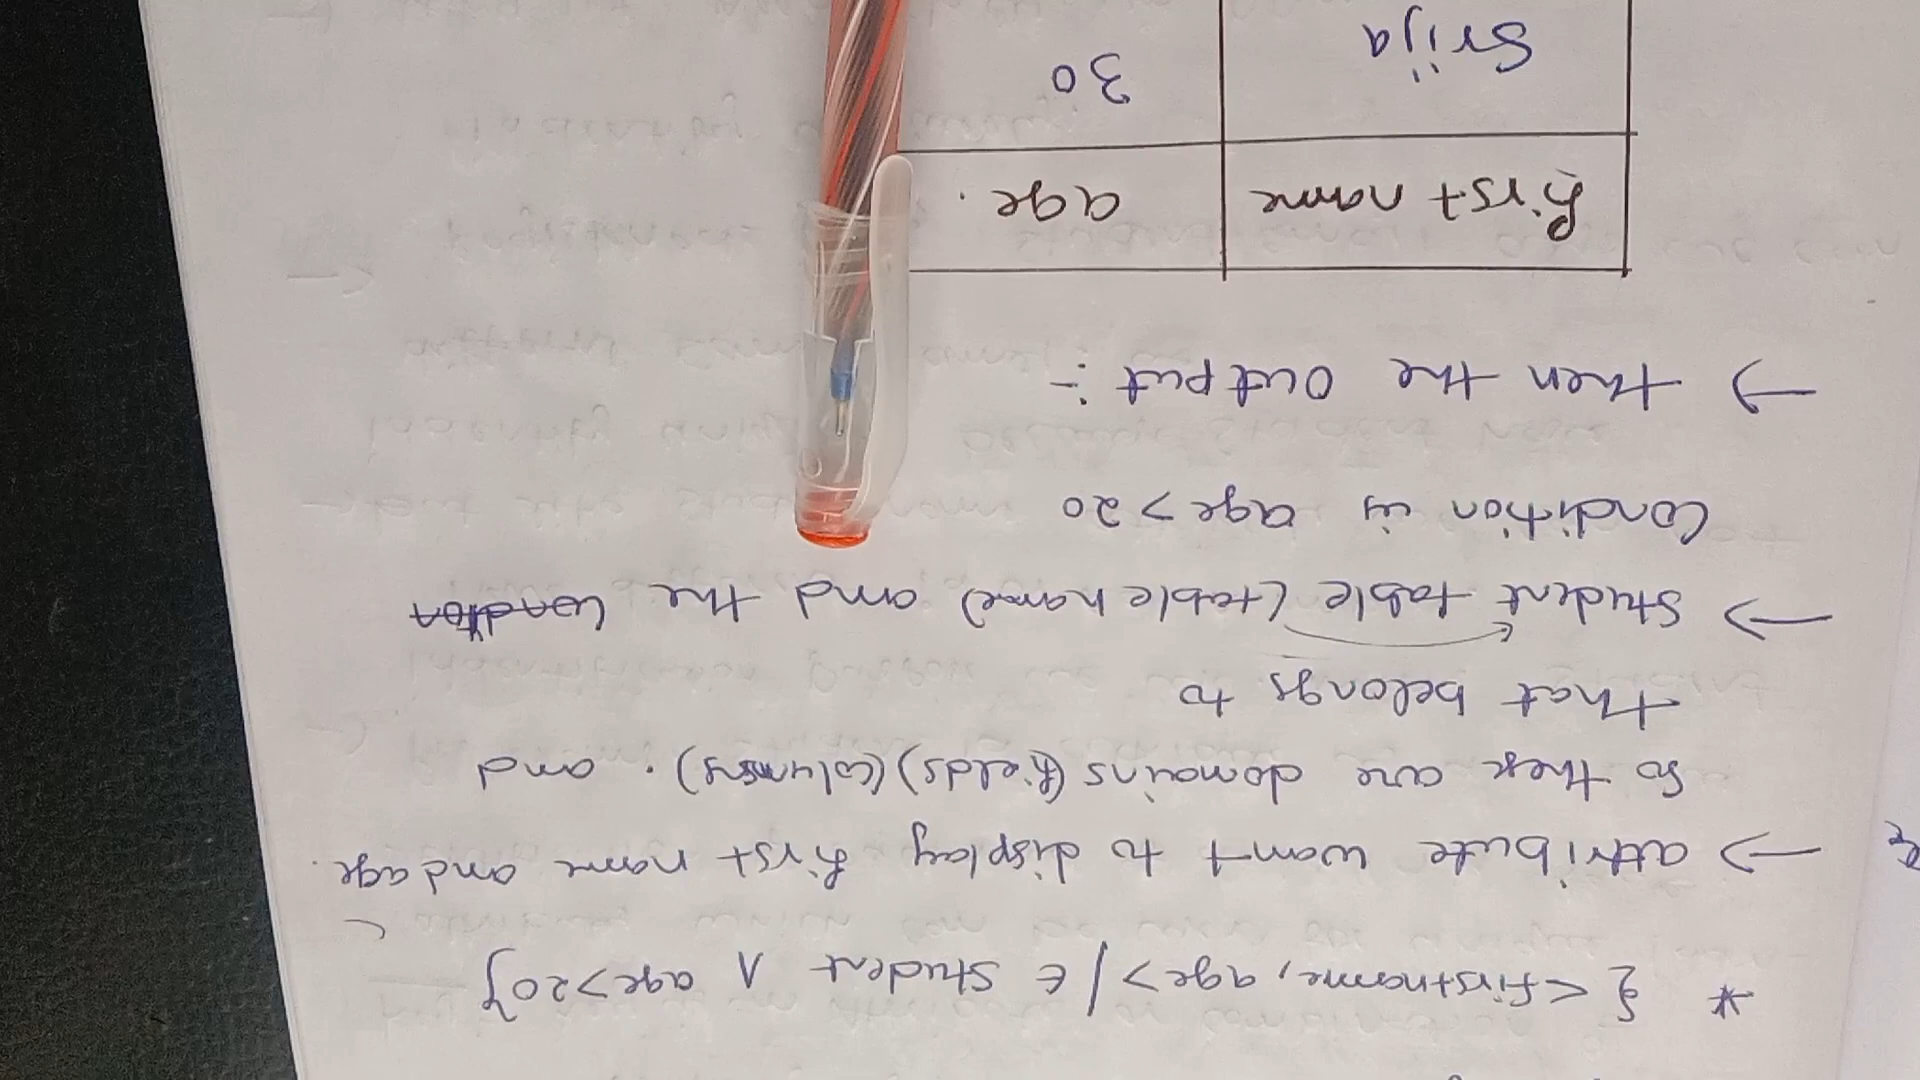 * {<firstname, age> / ∈ student ∧ age>20}
→ attribute want to display first name and age.
so these are domains (fields) (columns). and
that belongs to
→ student table (table name) and the
Condition is age > 20
→ then the output :-
first name age.
Srija 30